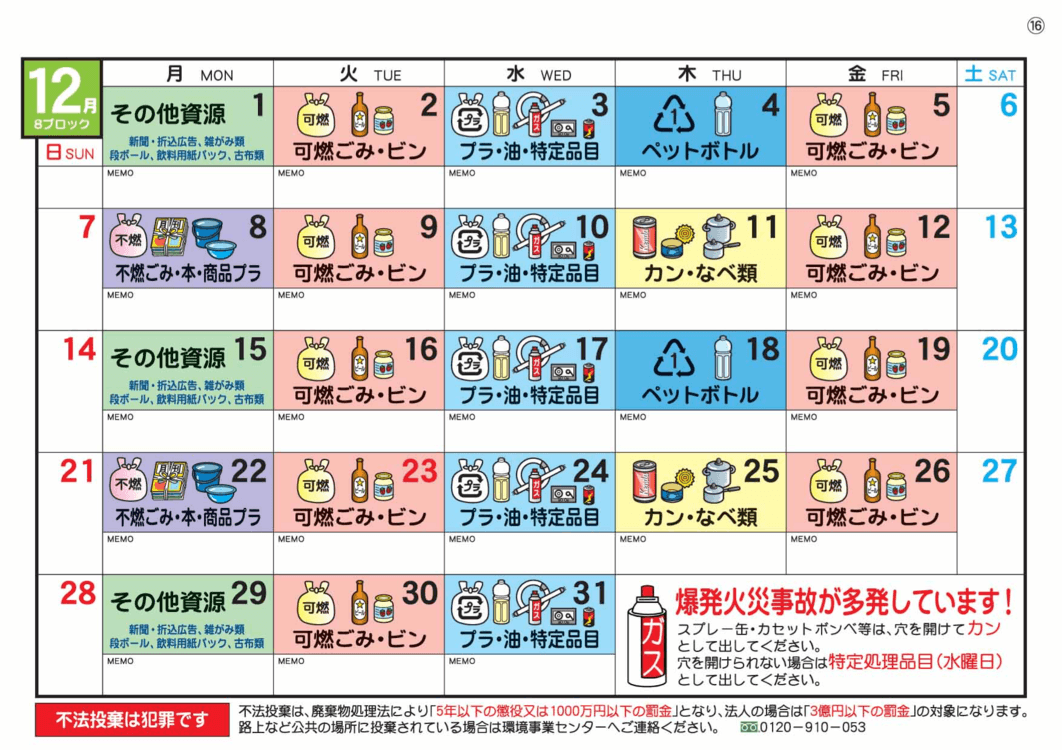 ⑯
12月
8ブロック
月 MON
火 TUE
水 WED
木 THU
金 FRI
土 SAT
日 SUN
その他資源 1
新聞・折込広告、雑がみ類
段ボール、飲料用紙パック、古布類
MEMO
可燃
2
可燃ごみ・ビン
MEMO
プラ
ガス
3
プラ・油・特定品目
MEMO
1
4
ペットボトル
MEMO
可燃
5
可燃ごみ・ビン
MEMO
6
7
不燃
8
不燃ごみ・本・商品プラ
MEMO
可燃
9
可燃ごみ・ビン
MEMO
プラ
ガス
10
プラ・油・特定品目
MEMO
11
カン・なべ類
MEMO
可燃
12
可燃ごみ・ビン
MEMO
13
14
その他資源 15
新聞・折込広告、雑がみ類
段ボール、飲料用紙パック、古布類
MEMO
可燃
16
可燃ごみ・ビン
MEMO
プラ
ガス
17
プラ・油・特定品目
MEMO
1
18
ペットボトル
MEMO
可燃
19
可燃ごみ・ビン
MEMO
20
21
不燃
22
不燃ごみ・本・商品プラ
MEMO
可燃
23
可燃ごみ・ビン
MEMO
プラ
ガス
24
プラ・油・特定品目
MEMO
25
カン・なべ類
MEMO
可燃
26
可燃ごみ・ビン
MEMO
27
28
その他資源 29
新聞・折込広告、雑がみ類
段ボール、飲料用紙パック、古布類
MEMO
可燃
30
可燃ごみ・ビン
MEMO
プラ
ガス
31
プラ・油・特定品目
MEMO
ガス
爆発火災事故が多発しています!
スプレー缶・カセットボンベ等は、穴を開けてカン
として出してください。
穴を開けられない場合は特定処理品目(水曜日)
として出してください。
不法投棄は犯罪です
不法投棄は、廃棄物処理法により「5年以下の懲役又は1000万円以下の罰金」となり、法人の場合は「3億円以下の罰金」の対象になります。
路上など公共の場所に投棄されている場合は環境事業センターへご連絡ください。 0120-910-053